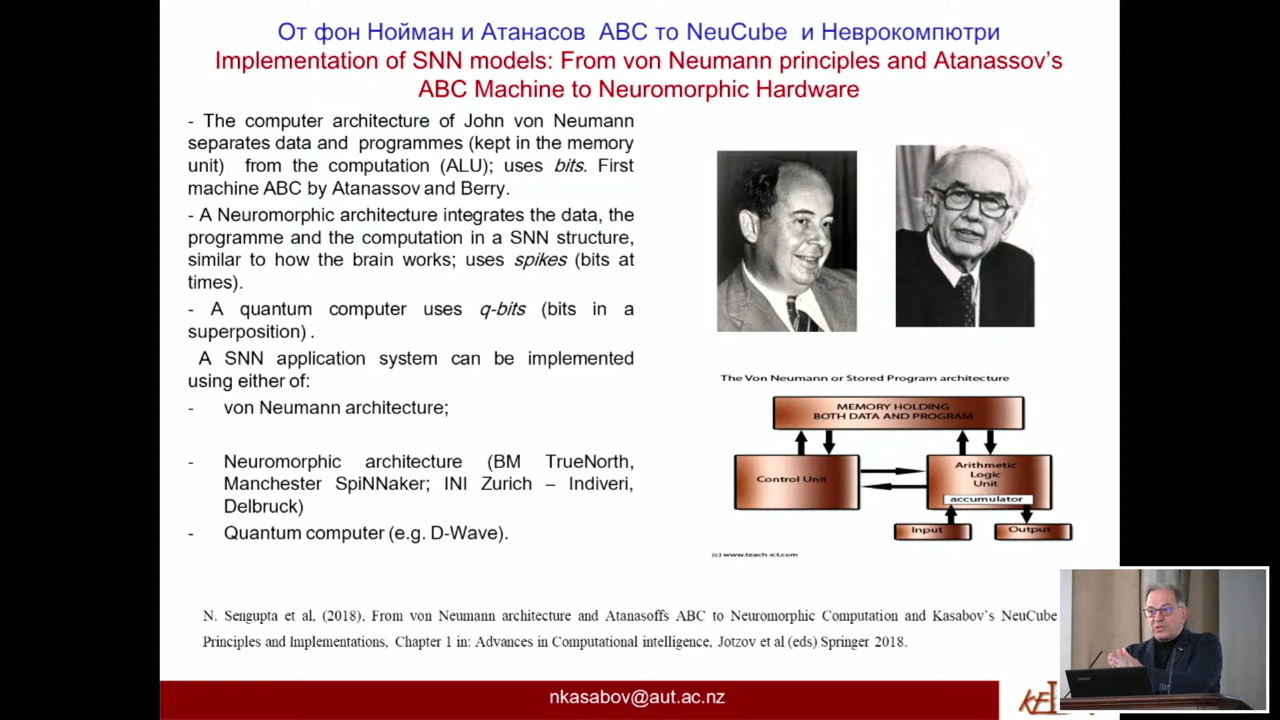 От фон Нойман и Атанасов ABC то NeuCube и Неврокомпютри
Implementation of SNN models: From von Neumann principles and Atanassov's
ABC Machine to Neuromorphic Hardware
- The computer architecture of John von Neumann
separates data and programmes (kept in the memory
unit) from the computation (ALU); uses bits. First
machine ABC by Atanassov and Berry.
- A Neuromorphic architecture integrates the data, the
programme and the computation in a SNN structure,
similar to how the brain works; uses spikes (bits at
times).
- A quantum computer uses q-bits (bits in a
superposition) .
A SNN application system can be implemented
using either of:
- von Neumann architecture;
- Neuromorphic architecture (BM TrueNorth,
Manchester SpiNNaker; INI Zurich – Indiveri,
Delbruck)
- Quantum computer (e.g. D-Wave).
The Von Neumann or Stored Program architecture
MEMORY HOLDING
BOTH DATA AND PROGRAM
Control Unit
Arithmetic
Logic
Unit
accumulator
Input
Output
(c) www.teach-ict.com
N. Sengupta et al, (2018), From von Neumann architecture and Atanasoffs ABC to Neuromorphic Computation and Kasabov's NeuCube
Principles and Implementations, Chapter 1 in: Advances in Computational intelligence, Jotzov et al (eds) Springer 2018.
nkasabov@aut.ac.nz